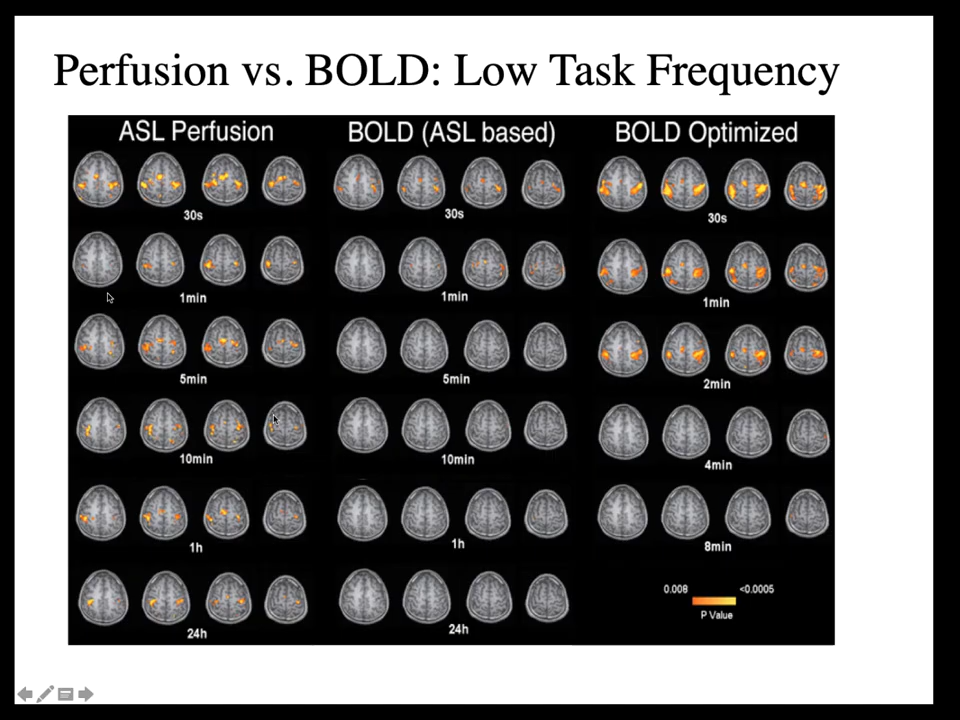 Perfusion vs. BOLD: Low Task Frequency
ASL Perfusion
BOLD (ASL based)
BOLD Optimized
30s
30s
30s
1min
1min
1min
5min
5min
2min
10min
10min
4min
1h
1h
8min
24h
24h
0.008
<0.0005
P Value